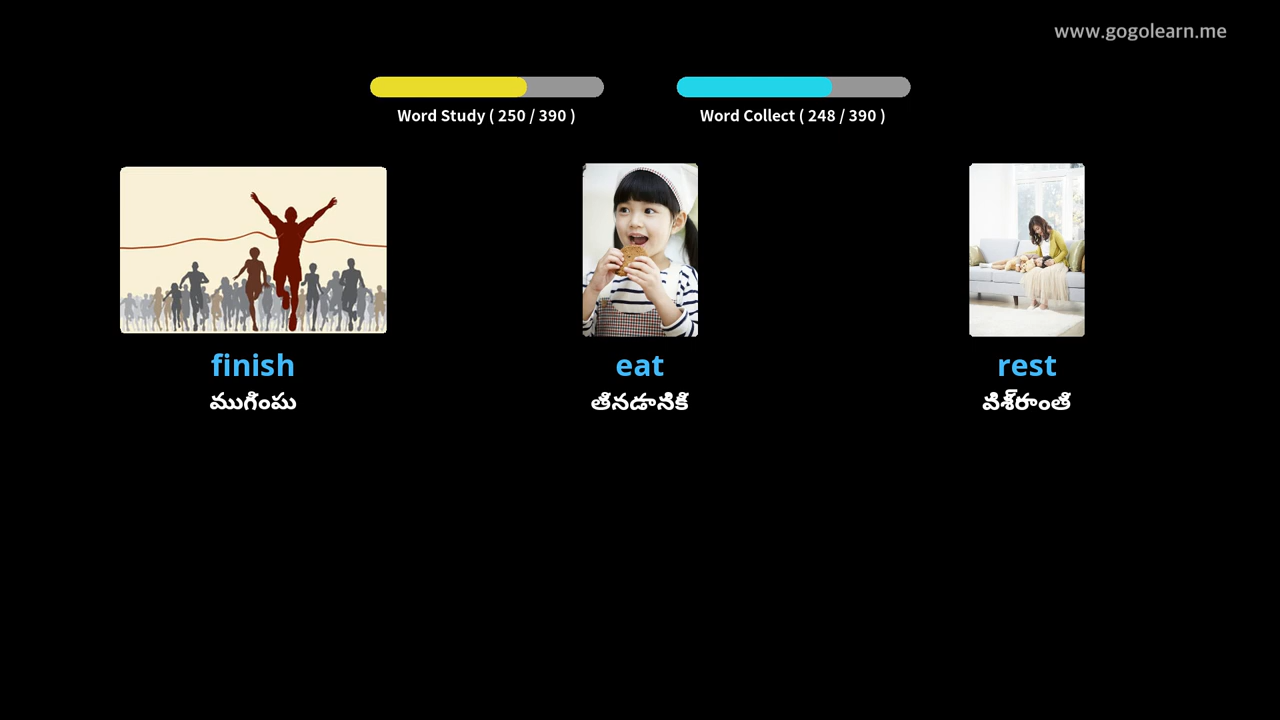 www.gogolearn.me
Word Study ( 250 / 390 )
Word Collect ( 248 / 390 )
finish
eat
rest
ముగింపు
తినడానికి
విశ్రాంతి